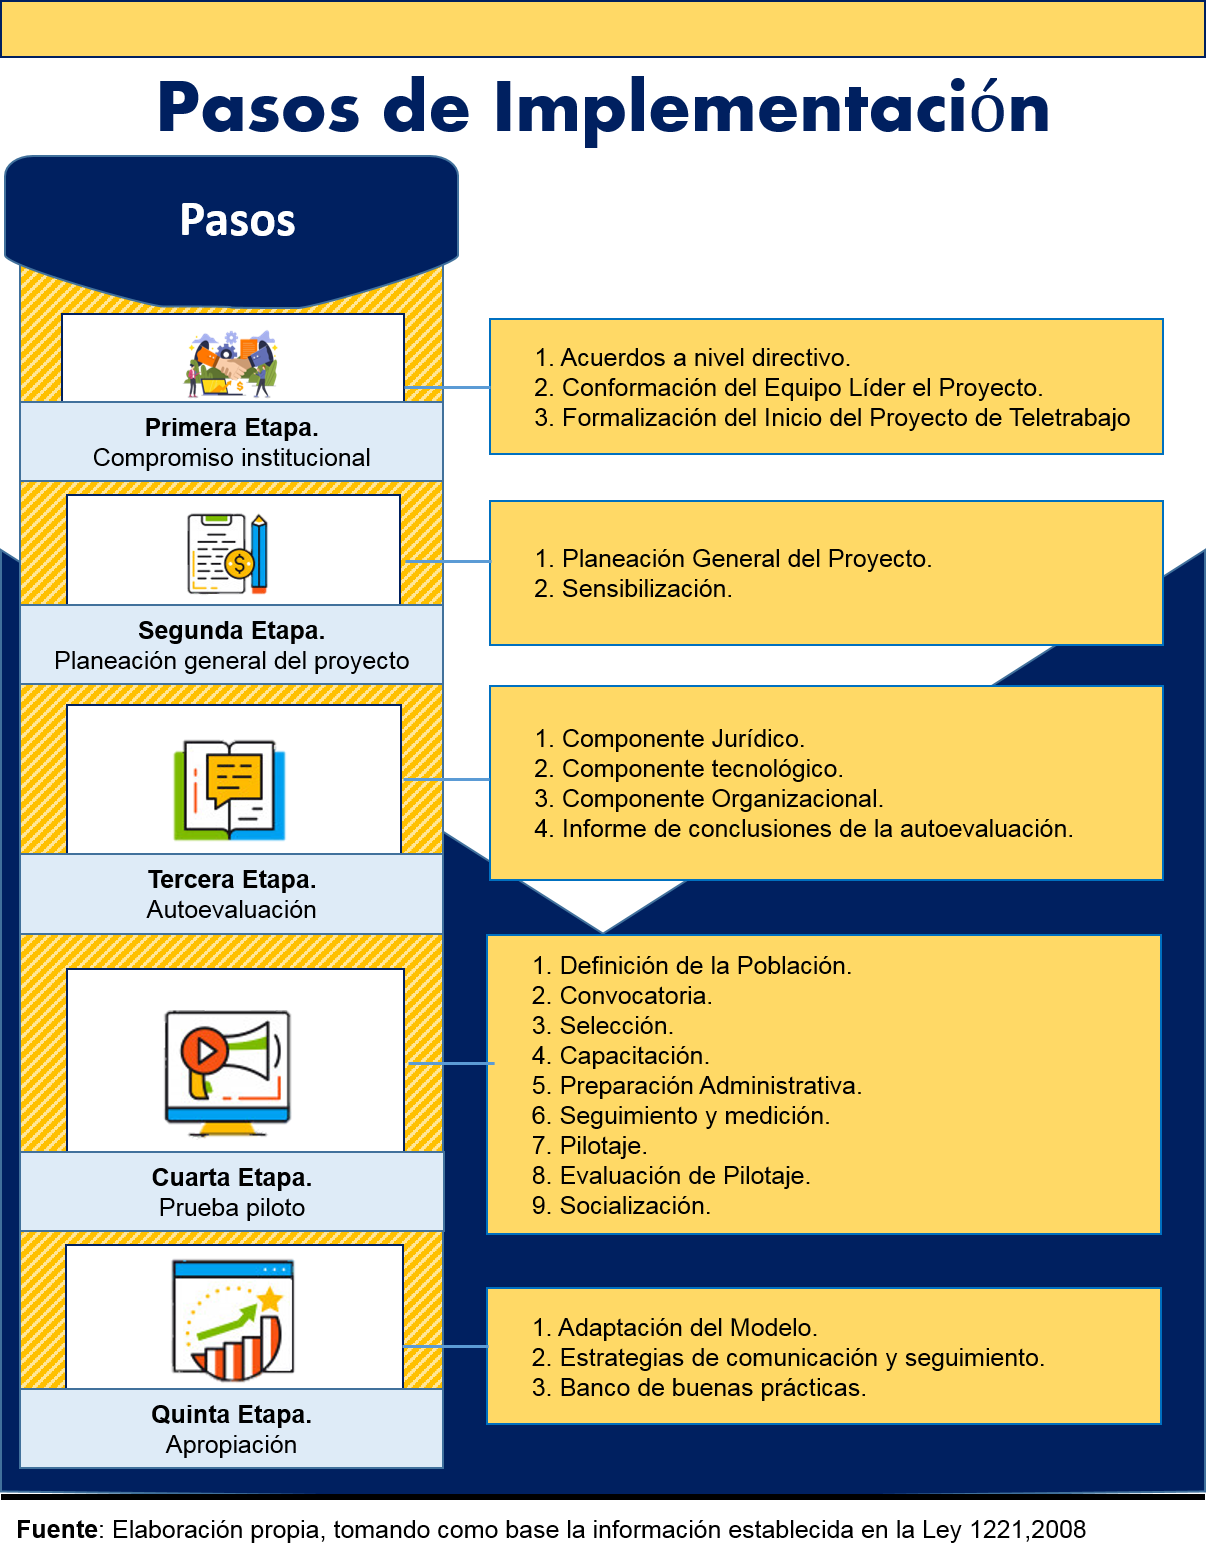 Pasos de Implementación
Pasos
Primera Etapa.
Compromiso institucional
1. Acuerdos a nivel directivo.
2. Conformación del Equipo Líder el Proyecto.
3. Formalización del Inicio del Proyecto de Teletrabajo
Segunda Etapa.
Planeación general del proyecto
1. Planeación General del Proyecto.
2. Sensibilización.
Tercera Etapa.
Autoevaluación
1. Componente Jurídico.
2. Componente tecnológico.
3. Componente Organizacional.
4. Informe de conclusiones de la autoevaluación.
Cuarta Etapa.
Prueba piloto
1. Definición de la Población.
2. Convocatoria.
3. Selección.
4. Capacitación.
5. Preparación Administrativa.
6. Seguimiento y medición.
7. Pilotaje.
8. Evaluación de Pilotaje.
9. Socialización.
Quinta Etapa.
Apropiación
1. Adaptación del Modelo.
2. Estrategias de comunicación y seguimiento.
3. Banco de buenas prácticas.
Fuente: Elaboración propia, tomando como base la información establecida en la Ley 1221,2008